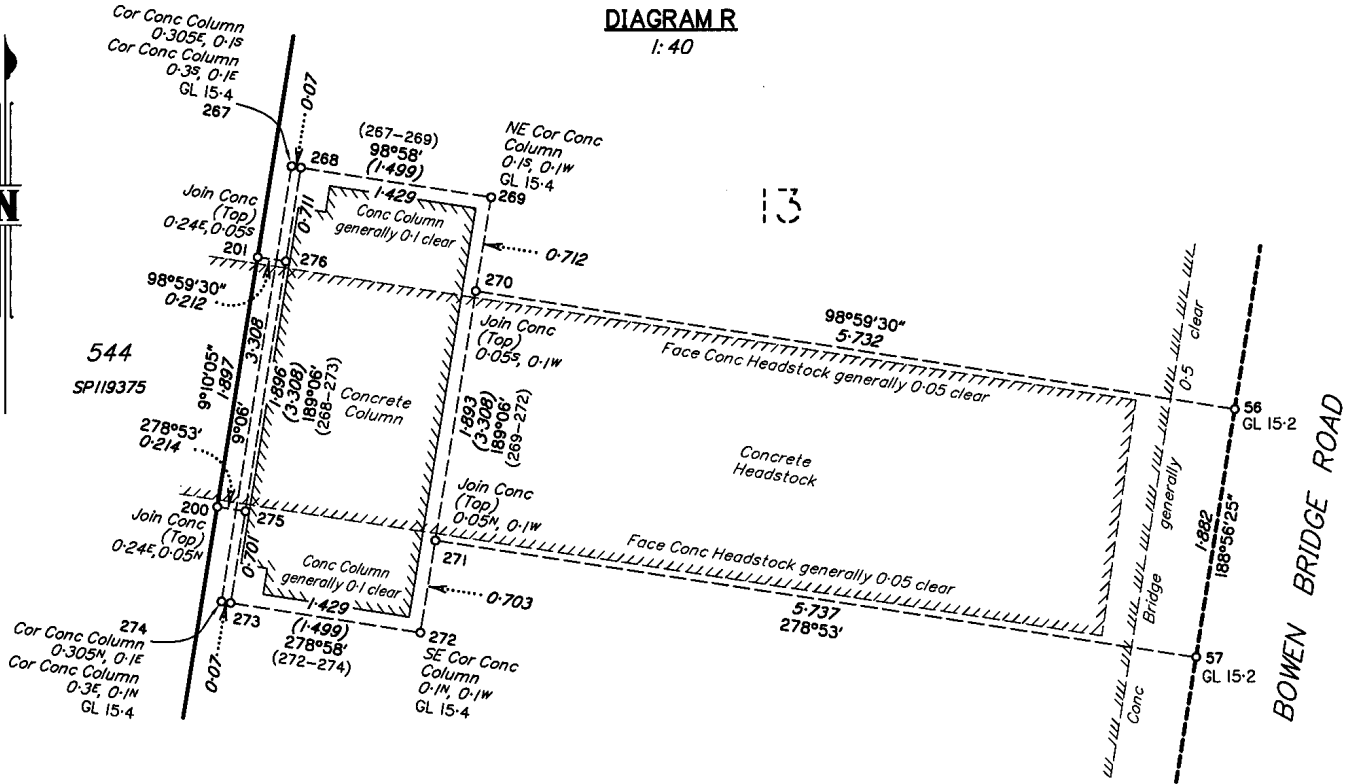 DIAGRAM R
1:40
Cor Conc Column
0·305E, 0·1S
Cor Conc Column
0·3S, 0·1E
GL 15·4
267
0·07
268
(267-269)
98°58'
(1·499)
1·429
NE Cor Conc
Column
0·1S, 0·1W
GL 15·4
269
13
N
Join Conc
(Top)
0·24E, 0·05S
201
0·711
Conc Column
generally 0·1 clear
276
0·712
270
98°59'30"
0·212
98°59'30"
5·732
Join Conc
(Top)
0·05S, 0·1W
Face Conc Headstock generally 0·05 clear
0·5 clear
56
GL 15·2
544
SP119375
9°10'05"
1·897
3·308
9°06'
1·896
(3·308)
189°06'
(268-273)
Concrete
Column
1·893
(3·308)
189°06'
(269-272)
Concrete
Headstock
278°53'
0·214
Join Conc
(Top)
0·05N, 0·1W
200
275
Join Conc
(Top)
0·24E, 0·05N
0·701
Conc Column
generally 0·1 clear
271
Face Conc Headstock generally 0·05 clear
Conc Bridge generally
1·882
188°56'25"
BOWEN BRIDGE ROAD
0·703
5·737
278°53'
57
GL 15·2
274
Cor Conc Column
0·305N, 0·1E
Cor Conc Column
0·3E, 0·1N
GL 15·4
0·07
273
1·429
(1·499)
278°58'
(272-274)
272
SE Cor Conc
Column
0·1N, 0·1W
GL 15·4